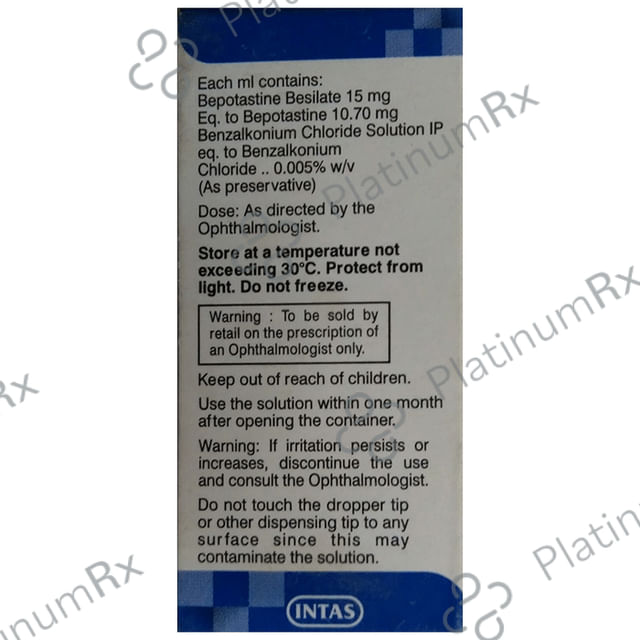 Each ml contains:
Bepotastine Besilate 15 mg
Eq. to Bepotastine 10.70 mg
Benzalkonium Chloride Solution IP
eq. to Benzalkonium
Chloride .. 0.005% w/v
(As preservative)
Dose: As directed by the
Ophthalmologist.
Store at a temperature not
exceeding 30°C. Protect from
light. Do not freeze.
Warning : To be sold by
retail on the prescription of
an Ophthalmologist only.
Keep out of reach of children.
Use the solution within one month
after opening the container.
Warning: If irritation persists or
increases, discontinue the use
and consult the Ophthalmologist.
Do not touch the dropper tip
or other dispensing tip to any
surface since this may
contaminate the solution.
INTAS
PlatinumRx
PlatinumRx
Rx
inumRx
Platin
Pla